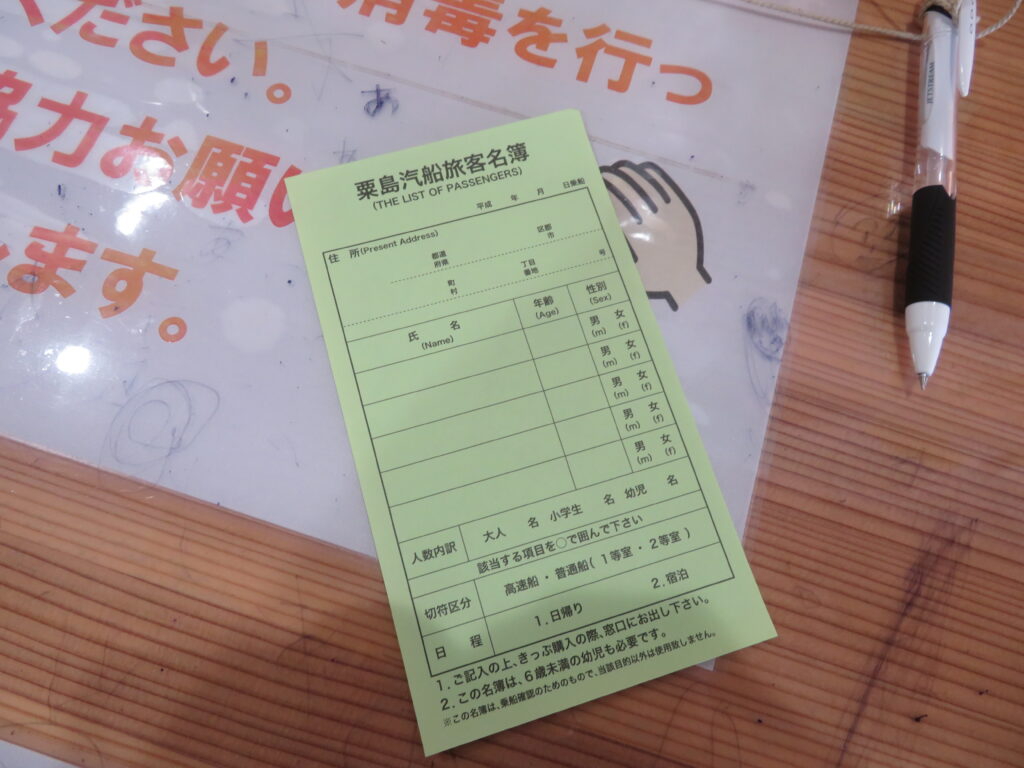 消毒を行っ
ください。
協力お願い
します。
あ
JETSTREAM
粟島汽船旅客名簿
(THE LIST OF PASSENGERS)
平成 年 月 日乗船
住 所(Present Address)
都道 区郡
府県 市
町 丁目 号
村 番地
氏 名 年齢 性別
(Name) (Age) (Sex)
男 女
(m) (f)
男 女
(m) (f)
男 女
(m) (f)
男 女
(m) (f)
男 女
(m) (f)
人数内訳 大人 名 小学生 名 幼児 名
該当する項目を○で囲んで下さい
切符区分 高速船・普通船(1等室・2等室)
日 程 1.日帰り 2.宿泊
1.ご記入の上、きっぷ購入の際、窓口にお出し下さい。
2.この名簿は、6歳未満の幼児も必要です。
※この名簿は、乗船確認のためのもので、当該目的以外は使用致しません。